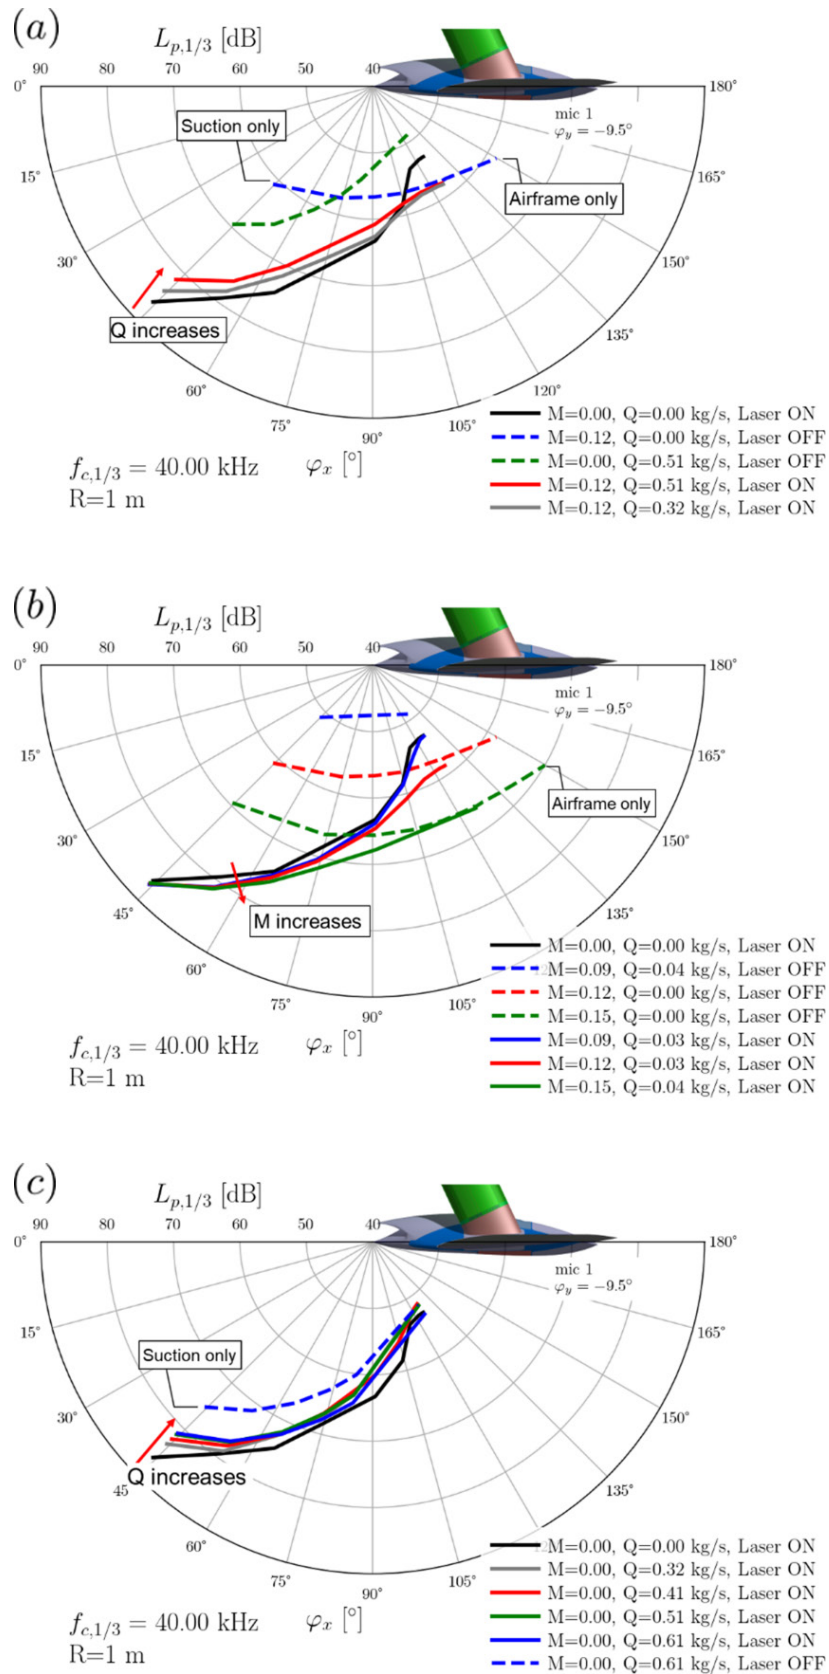 (a)
L_{p,1/3} [dB]
90 80 70 60 50 40
0° 180°
mic 1
φ_y = −9.5°
Suction only
15° 165°
Airframe only
30° 150°
Q increases
135°
60° 120°
75° 90° 105°
M=0.00, Q=0.00 kg/s, Laser ON
M=0.12, Q=0.00 kg/s, Laser OFF
M=0.00, Q=0.51 kg/s, Laser OFF
M=0.12, Q=0.51 kg/s, Laser ON
M=0.12, Q=0.32 kg/s, Laser ON
f_{c,1/3} = 40.00 kHz φ_x [°]
R=1 m
(b)
L_{p,1/3} [dB]
90 80 70 60 50 40
0° 180°
mic 1
φ_y = −9.5°
15° 165°
Airframe only
30° 150°
45° 135°
M increases
60°
75° 90° 105°
M=0.00, Q=0.00 kg/s, Laser ON
M=0.09, Q=0.04 kg/s, Laser OFF
M=0.12, Q=0.00 kg/s, Laser OFF
M=0.15, Q=0.00 kg/s, Laser OFF
M=0.09, Q=0.03 kg/s, Laser ON
M=0.12, Q=0.03 kg/s, Laser ON
M=0.15, Q=0.04 kg/s, Laser ON
f_{c,1/3} = 40.00 kHz φ_x [°]
R=1 m
(c)
L_{p,1/3} [dB]
90 80 70 60 50 40
0° 180°
mic 1
φ_y = −9.5°
15° 165°
Suction only
30° 150°
Q increases
45 135°
60°
75° 90° 105°
M=0.00, Q=0.00 kg/s, Laser ON
M=0.00, Q=0.32 kg/s, Laser ON
M=0.00, Q=0.41 kg/s, Laser ON
M=0.00, Q=0.51 kg/s, Laser ON
M=0.00, Q=0.61 kg/s, Laser ON
M=0.00, Q=0.61 kg/s, Laser OFF
f_{c,1/3} = 40.00 kHz φ_x [°]
R=1 m